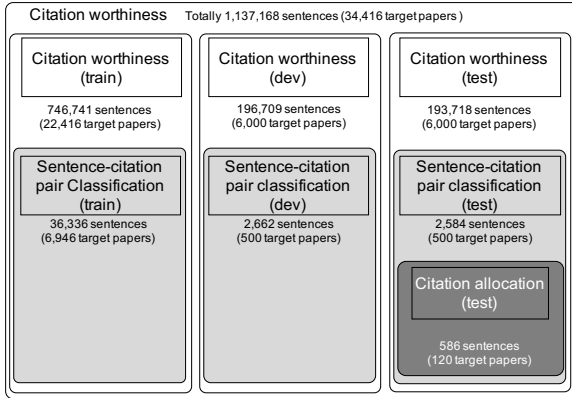 Citation worthiness Totally 1,137,168 sentences (34,416 target papers )
Citation worthiness
(train)
746,741 sentences
(22,416 target papers)
Sentence-citation
pair Classification
(train)
36,336 sentences
(6,946 target papers)
Citation worthiness
(dev)
196,709 sentences
(6,000 target papers)
Sentence-citation
pair classification
(dev)
2,662 sentences
(500 target papers)
Citation worthiness
(test)
193,718 sentences
(6,000 target papers)
Sentence-citation
pair classification
(test)
2,584 sentences
(500 target papers)
Citation allocation
(test)
586 sentences
(120 target papers)